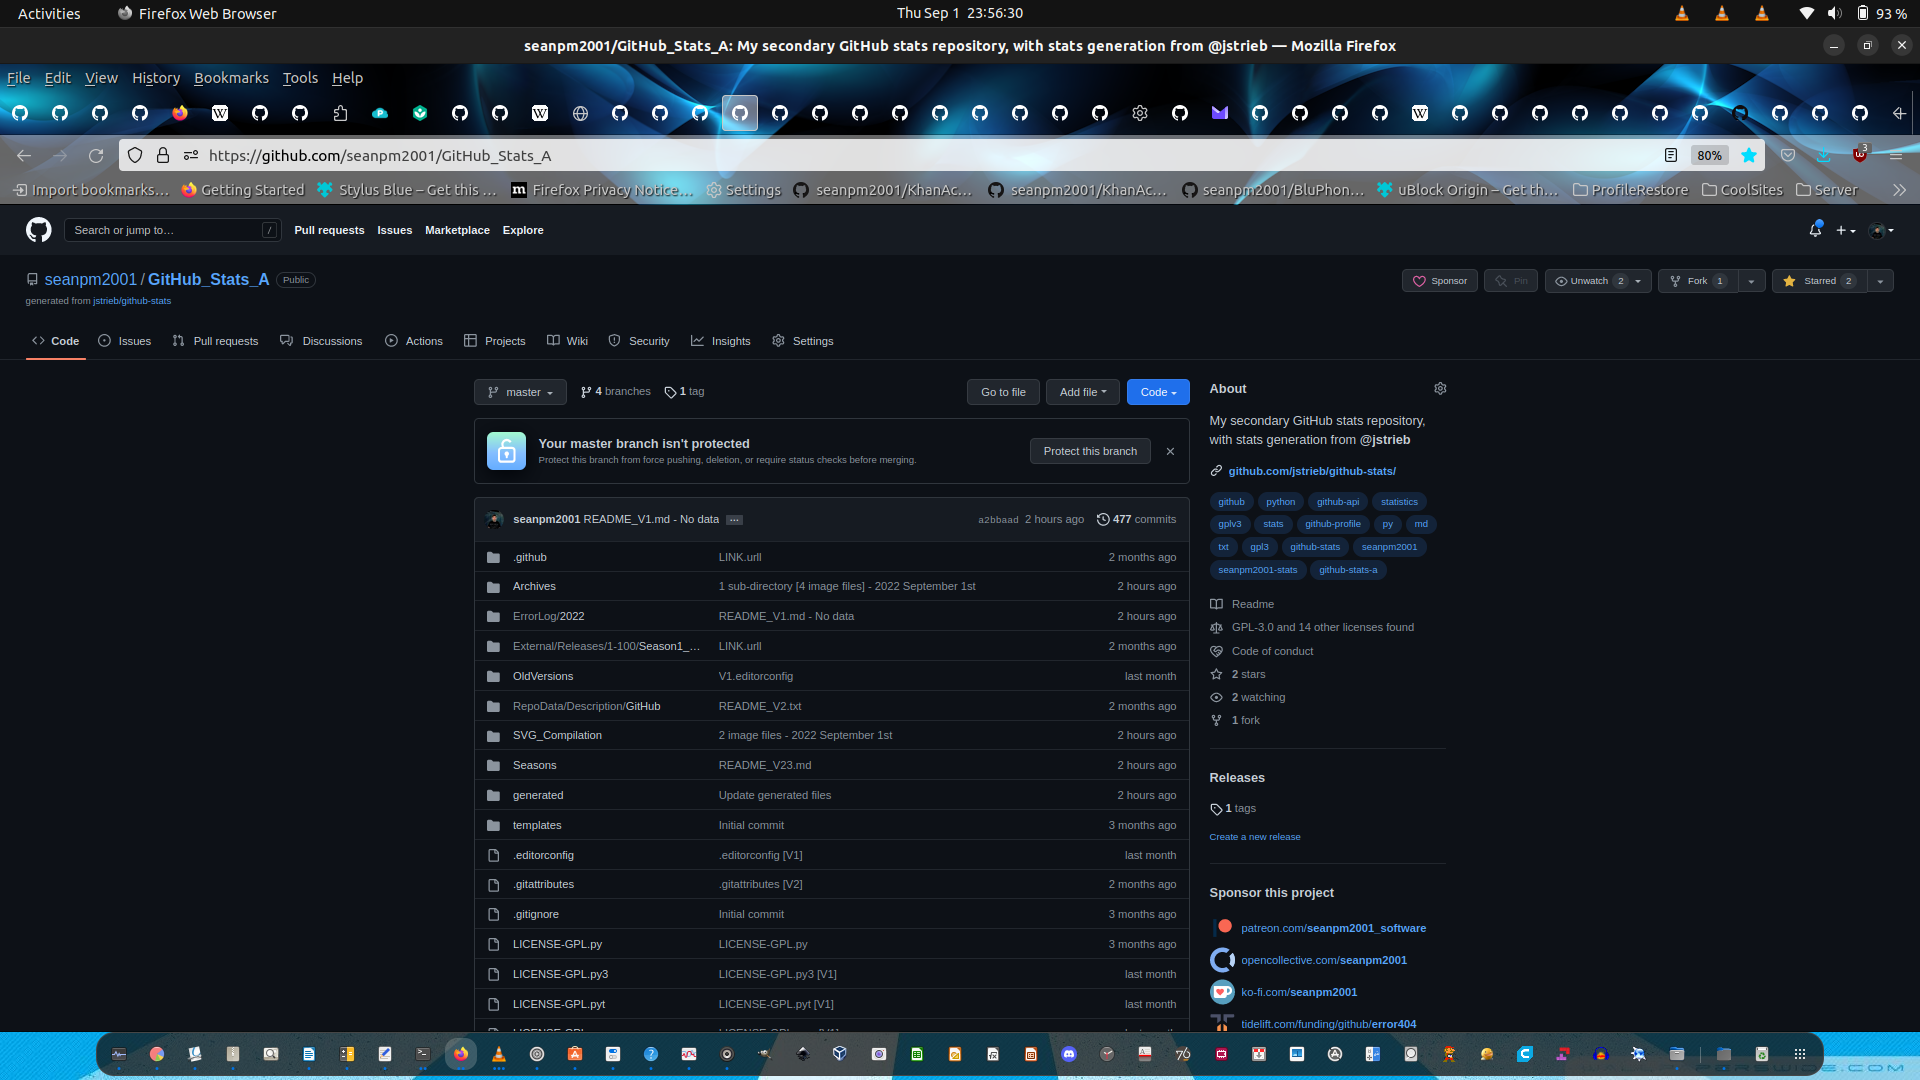 Activities
Firefox Web Browser
Thu Sep 1 23:56:30
93 %
seanpm2001/GitHub_Stats_A: My secondary GitHub stats repository, with stats generation from @jstrieb — Mozilla Firefox
File Edit View History Bookmarks Tools Help
https://github.com/seanpm2001/GitHub_Stats_A
80%
3
Import bookmarks…
Getting Started
Stylus Blue – Get this …
Firefox Privacy Notice…
Settings
seanpm2001/KhanAc…
seanpm2001/KhanAc…
seanpm2001/BluPhon…
uBlock Origin – Get th…
ProfileRestore
CoolSites
Server
Search or jump to…
/
Pull requests
Issues
Marketplace
Explore
seanpm2001 / GitHub_Stats_A
Public
generated from jstrieb/github-stats
Sponsor
Pin
Unwatch 2
Fork 1
Starred 2
Code
Issues
Pull requests
Discussions
Actions
Projects
Wiki
Security
Insights
Settings
master
4 branches
1 tag
Go to file
Add file
Code
Your master branch isn't protected
Protect this branch from force pushing, deletion, or require status checks before merging.
Protect this branch
seanpm2001 README_V1.md - No data …
a2bbaad 2 hours ago
477 commits
.github LINK.urll 2 months ago
Archives 1 sub-directory [4 image files] - 2022 September 1st 2 hours ago
ErrorLog/2022 README_V1.md - No data 2 hours ago
External/Releases/1-100/Season1_… LINK.urll 2 months ago
OldVersions V1.editorconfig last month
RepoData/Description/GitHub README_V2.txt 2 months ago
SVG_Compilation 2 image files - 2022 September 1st 2 hours ago
Seasons README_V23.md 2 hours ago
generated Update generated files 2 hours ago
templates Initial commit 3 months ago
.editorconfig .editorconfig [V1] last month
.gitattributes .gitattributes [V2] 2 months ago
.gitignore Initial commit 3 months ago
LICENSE-GPL.py LICENSE-GPL.py 3 months ago
LICENSE-GPL.py3 LICENSE-GPL.py3 [V1] last month
LICENSE-GPL.pyt LICENSE-GPL.pyt [V1] last month
About
My secondary GitHub stats repository,
with stats generation from @jstrieb
github.com/jstrieb/github-stats/
github python github-api statistics
gplv3 stats github-profile py md
txt gpl3 github-stats seanpm2001
seanpm2001-stats github-stats-a
Readme
GPL-3.0 and 14 other licenses found
Code of conduct
2 stars
2 watching
1 fork
Releases
1 tags
Create a new release
Sponsor this project
patreon.com/seanpm2001_software
opencollective.com/seanpm2001
ko-fi.com/seanpm2001
tidelift.com/funding/github/error404